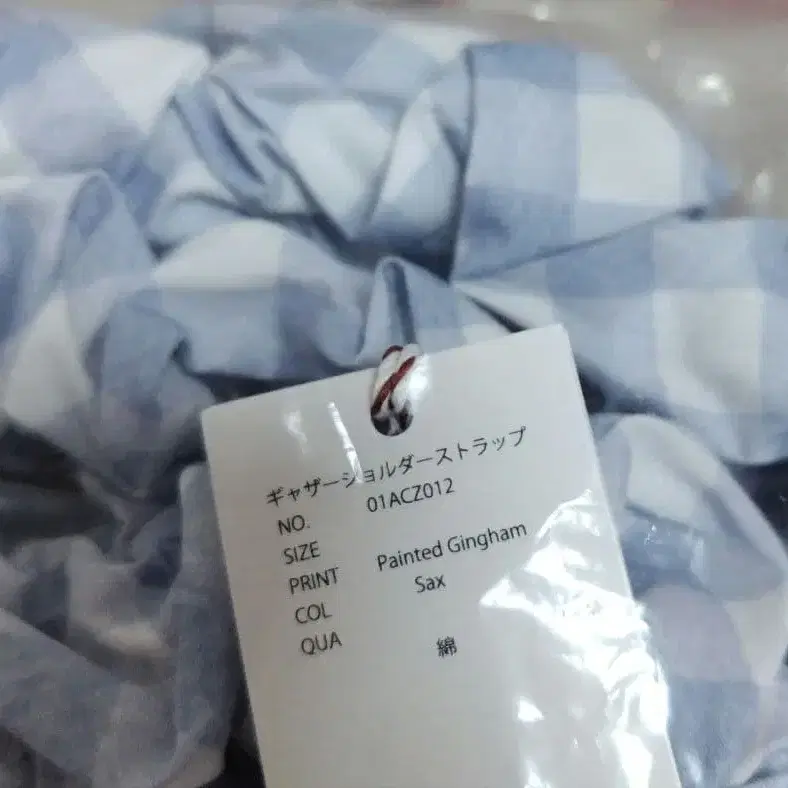 ギャザーショルダーストラップ
NO. 01ACZ012
SIZE
PRINT Painted Gingham
COL Sax
QUA 綿